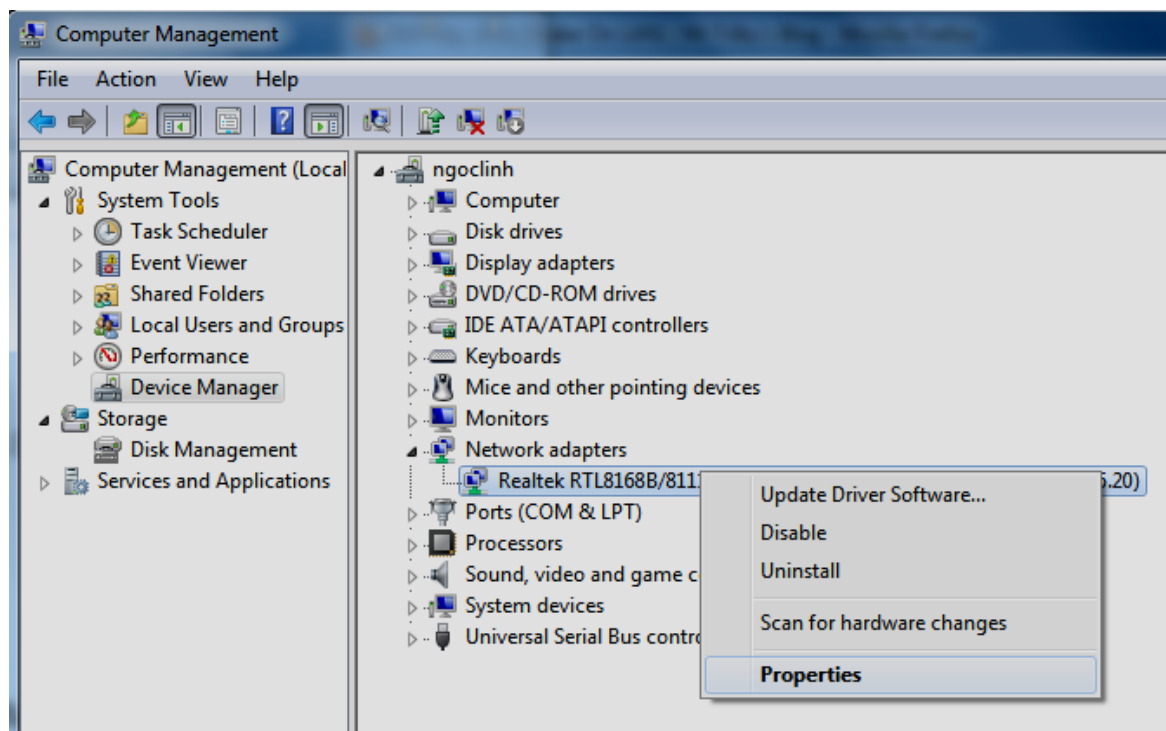 Computer Management
File Action View Help
Computer Management (Local
System Tools
Task Scheduler
Event Viewer
Shared Folders
Local Users and Groups
Performance
Device Manager
Storage
Disk Management
Services and Applications
ngoclinh
Computer
Disk drives
Display adapters
DVD/CD-ROM drives
IDE ATA/ATAPI controllers
Keyboards
Mice and other pointing devices
Monitors
Network adapters
Realtek RTL8168B/811 .20)
Ports (COM & LPT)
Processors
Sound, video and game c
System devices
Universal Serial Bus contro
Update Driver Software...
Disable
Uninstall
Scan for hardware changes
Properties